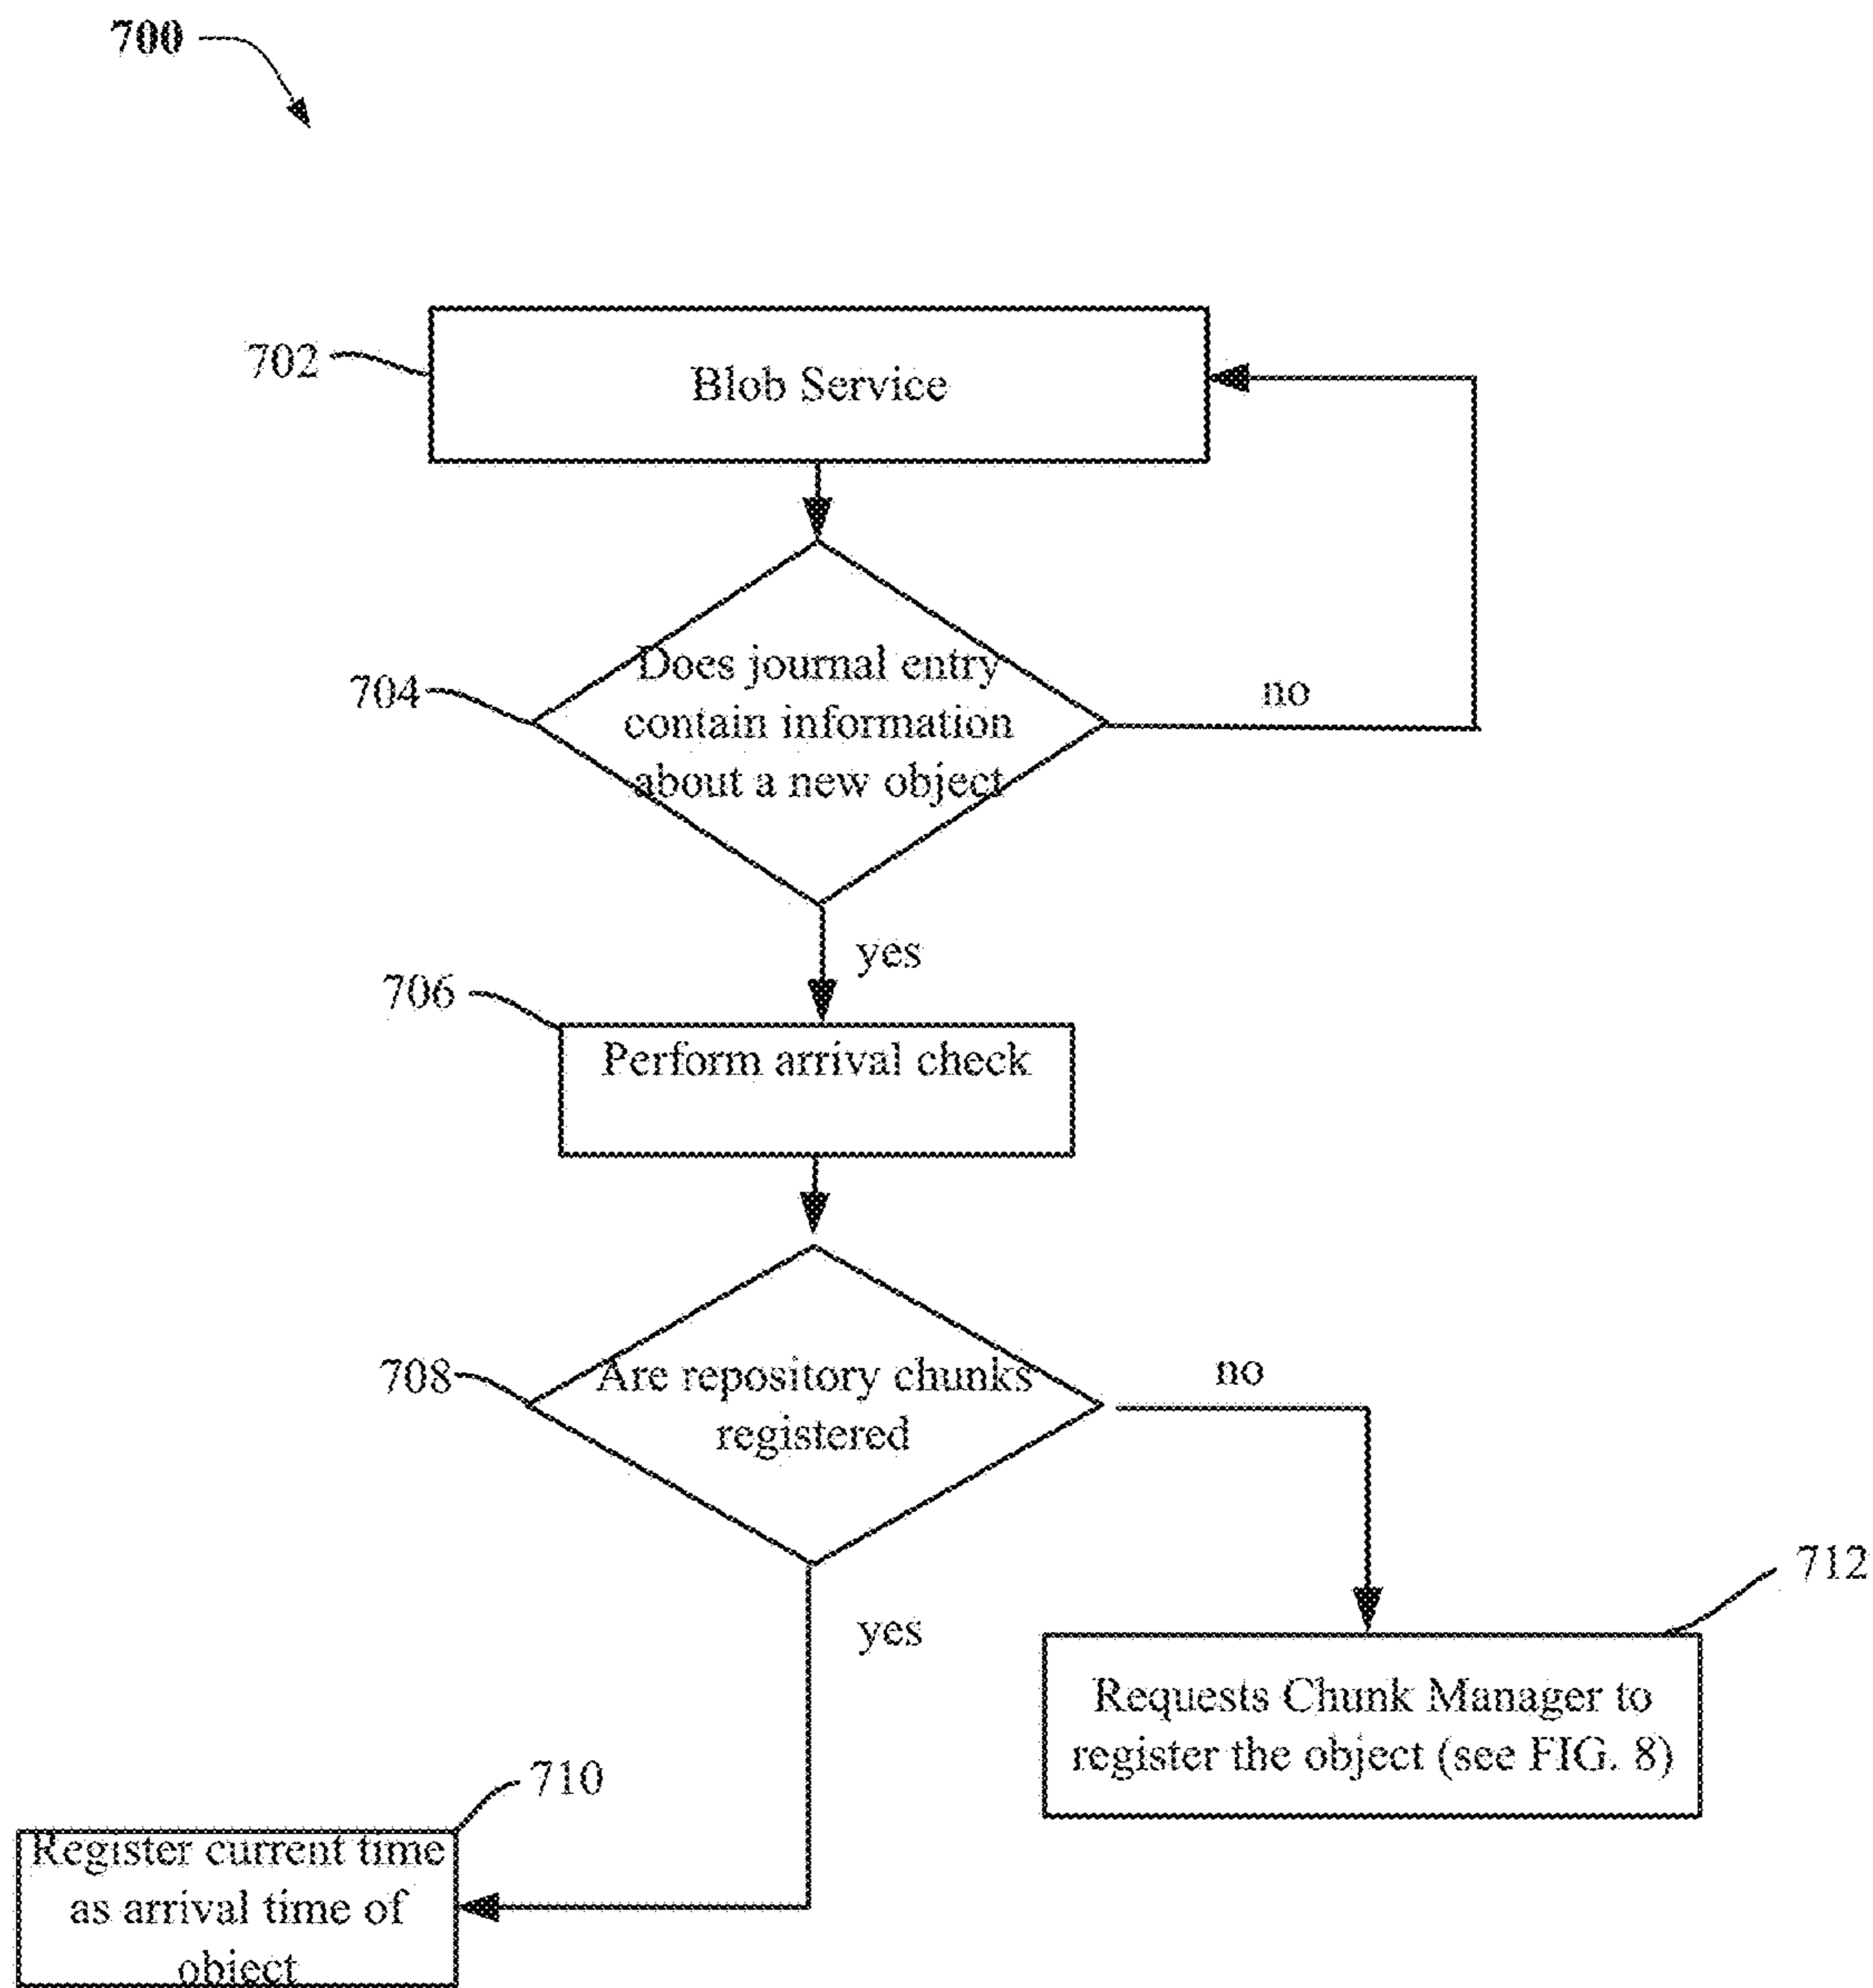 700
702
Blob Service
704
Does journal entry
contain information
about a new object
no
yes
706
Perform arrival check
708
Are repository chunks
registered
no
yes
712
Requests Chunk Manager to
register the object (see FIG. 8)
710
Register current time
as arrival time of
object